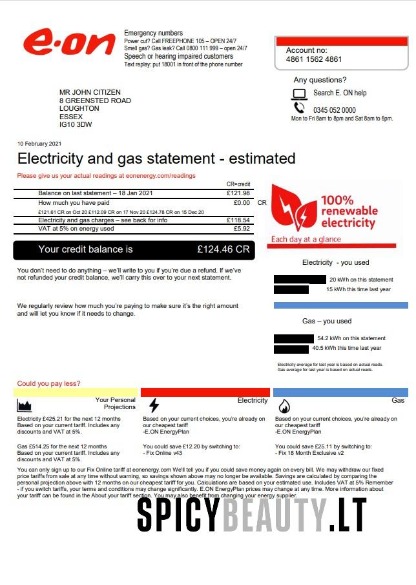 e·on
Emergency numbers
Power cut? Call FREEPHONE 105 – OPEN 24/7
Smell gas? Gas leak? Call 0800 111 999 – open 24/7
Speech or hearing impaired customers
Text relay: put 18001 in front of the phone number
Account no:
4861 1562 4861
Any questions?
Search E. ON help
0345 052 0000
Mon to Fri 8am to 8pm and Sat 8am to 6pm.
MR JOHN CITIZEN
8 GREENSTED ROAD
LOUGHTON
ESSEX
IG10 3DW
10 February 2021
Electricity and gas statement - estimated
Please give us your actual readings at eonenergy.com/readings
CR=credit
Balance on last statement – 18 Jan 2021 £121.98
How much you have paid £0.00 CR
£121.61 CR on Oct 20 £113.09 CR on 17 Nov 20 £124.78 CR on 15 Dec 20
Electricity and gas charges – see back for info £118.54
VAT at 5% on energy used £5.92
Your credit balance is £124.46 CR
100%
renewable
electricity
Each day at a glance
Electricity - you used
20 kWh on this statement
15 kWh this time last year
Gas – you used
54.2 kWh on this statement
40.5 kWh this time last year
Electricity average for last year is based on actual reads.
Gas average for last year is based on actual reads.
You don't need to do anything – we'll write to you if you're due a refund. If we've
not refunded your credit balance, we'll carry this over to your next statement.
We regularly review how much you're paying to make sure it's the right amount
and will let you know if it needs to change.
Could you pay less?
Your Personal
Projections
Electricity
Gas
Electricity £425.21 for the next 12 months
Based on current tariff. Includes any
discounts and VAT at 5%.
Gas £514.25 for the next 12 months
Based on current tariff. Includes any
discounts and VAT at 5%
Based on your current choices, you're already on
our cheapest tariff
-E.ON EnergyPlan
You could save £12.20 by switching to:
- Fix Online v43
Based on your current choices, you're already on
our cheapest tariff
-E.ON EnergyPlan
You could save £25.11 by switching to:
- Fix 18 Month Exclusive v2
You can only sign up to our Fix Online tariff at eonenergy.com We'll tell you if you could save money again on every bill. We may withdraw our fixed
price tariffs from sale at any time without warning, so savings shown above may no longer be available. Savings are calculated by comparing the
personal projection above with 12 months on our cheapest tariff for you. Calculations are based on your estimated use. Includes VAT at 5% Remember
- if you switch tariffs, your terms and conditions may change significantly. E.ON EnergyPlan prices may change at any time. More information about
your tariff can be found in the About your tariff section. You may also benefit from changing your energy supplier.
SPICYBEAUTY.LT